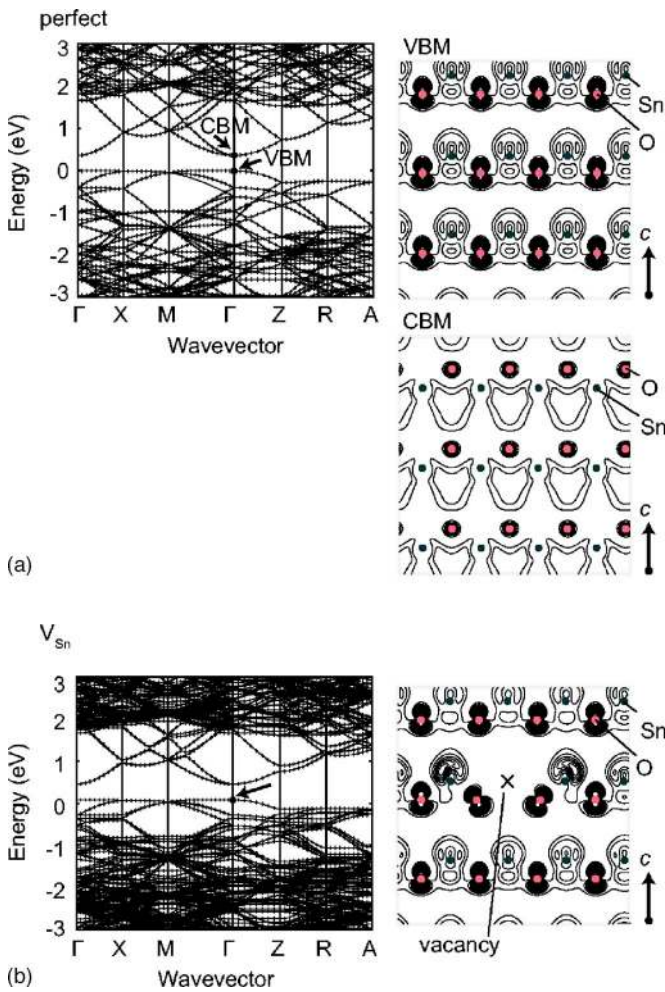 perfect
3
2
1
0
-1
-2
-3
Energy (eV)
CBM
VBM
Γ X M Γ Z R A
Wavevector
VBM
Sn
O
c
CBM
O
Sn
c
(a)
V_Sn
3
2
1
0
-1
-2
-3
Energy (eV)
Γ X M Γ Z R A
Wavevector
Sn
O
c
vacancy
(b)